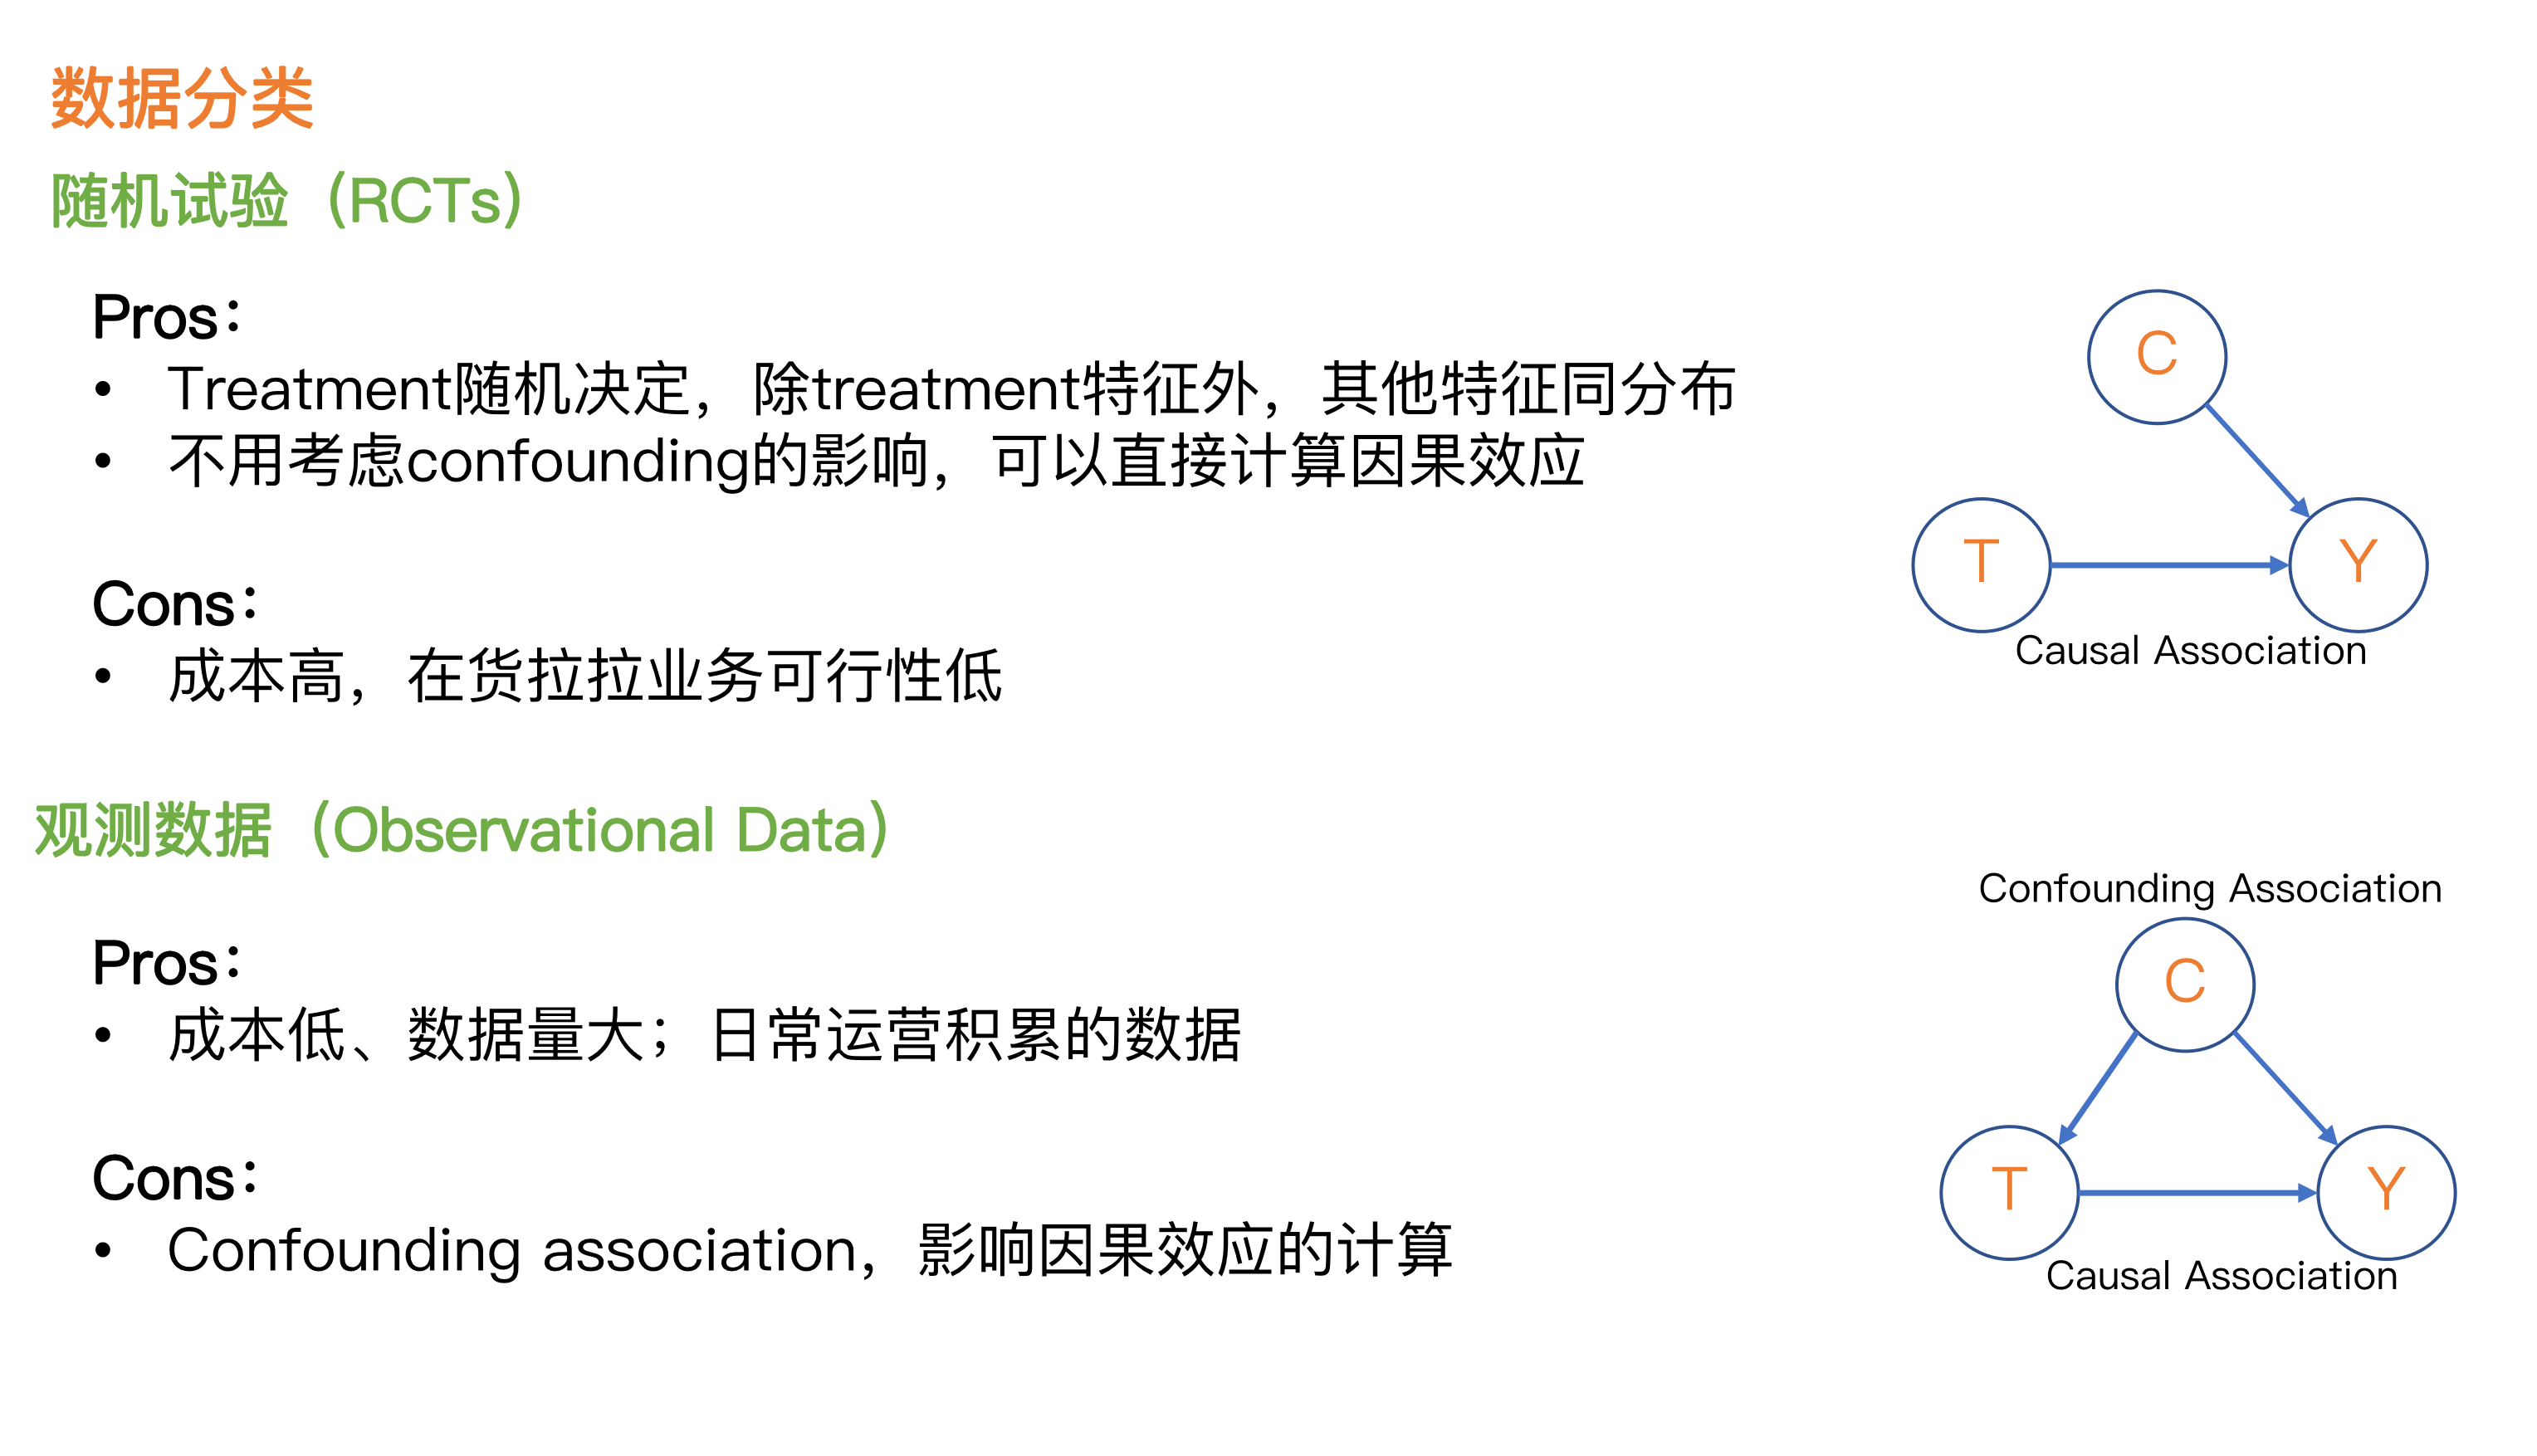 数据分类
随机试验（RCTs）
Pros：
• Treatment随机决定，除treatment特征外，其他特征同分布
• 不用考虑confounding的影响，可以直接计算因果效应
Cons：
• 成本高，在货拉拉业务可行性低
C
T
Y
Causal Association
观测数据（Observational Data）
Pros：
• 成本低、数据量大；日常运营积累的数据
Cons：
• Confounding association，影响因果效应的计算
Confounding Association
C
T
Y
Causal Association